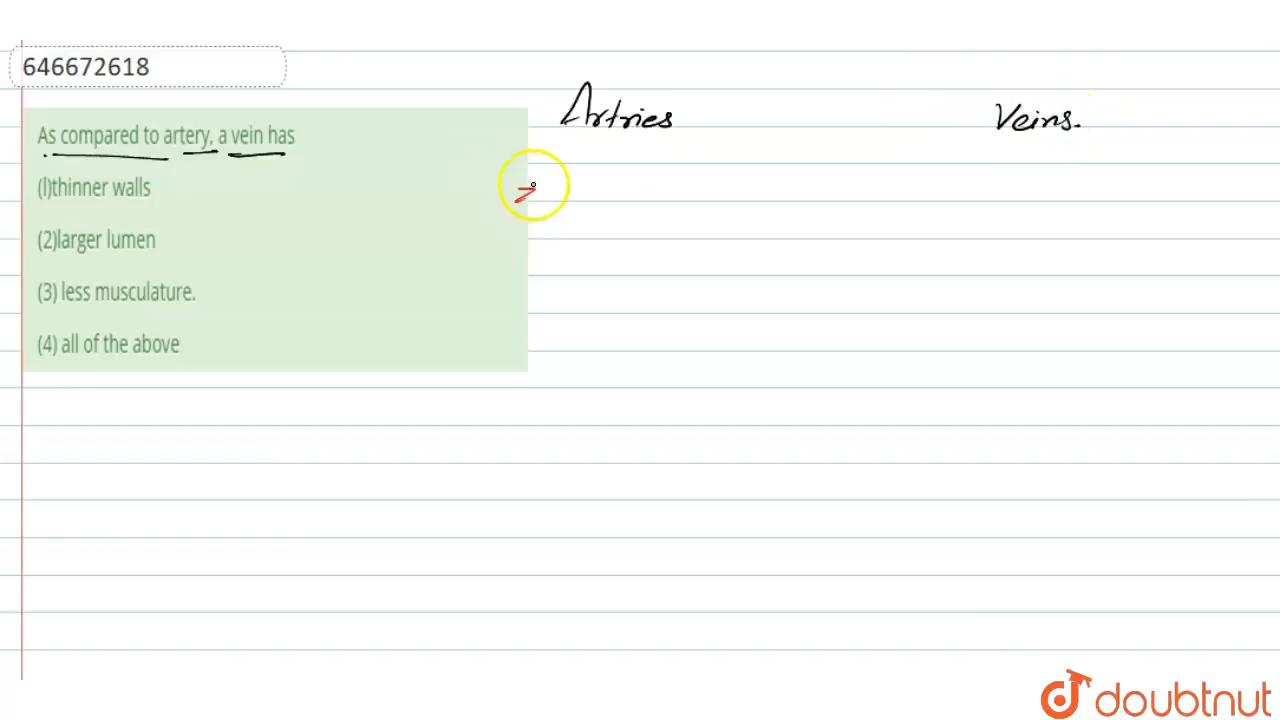 646672618
Artries Veins.
As compared to artery, a vein has
(l)thinner walls
(2)larger lumen
(3) less musculature.
(4) all of the above
doubtnut